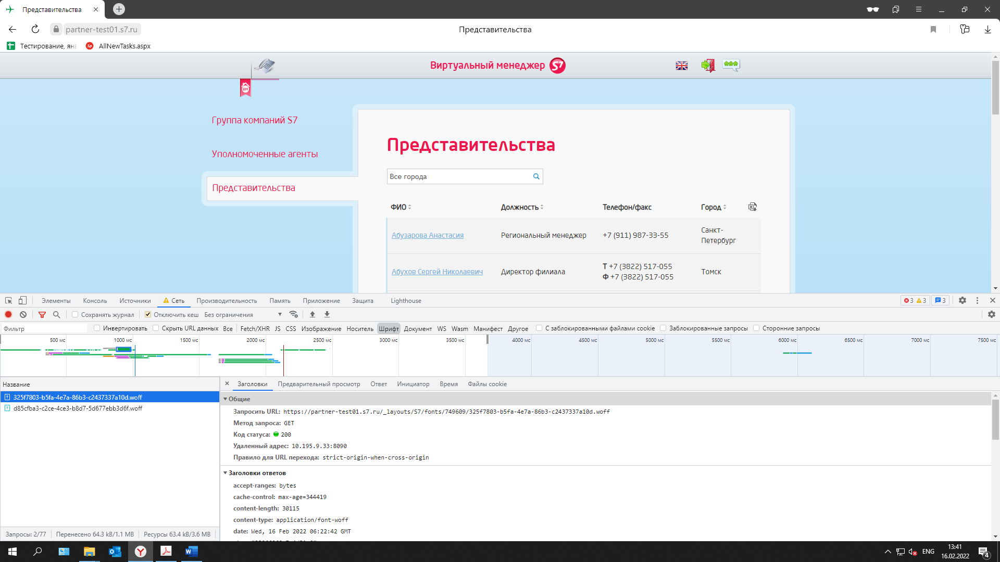 Представительства
partner-test01.s7.ru
Представительства
Тестирование, янв
Sp
AllNewTasks.aspx
Виртуальный менеджер S7
BM
Группа компаний S7
Уполномоченные агенты
Представительства
Представительства
Все города
ФИО Должность Телефон/факс Город
Абузарова Анастасия Региональный менеджер +7 (911) 987-33-55 Санкт-
Петербург
Абухов Сергей Николаевич Директор филиала Т +7 (3822) 517-055 Томск
Ф +7 (3822) 517-055
Элементы Консоль Источники Сеть Производительность Память Приложение Защита Lighthouse 3 3 3
Сохранять журнал Отключить кеш Без ограничения
Фильтр Инвертировать Скрыть URL данных Все Fetch/XHR JS CSS Изображение Носитель Шрифт Документ WS Wasm Манифест Другое С заблокированными файлами cookie Заблокированные запросы Сторонние запросы
500 мс 1000 мс 1500 мс 2000 мс 2500 мс 3000 мс 3500 мс 4000 мс 4500 мс 5000 мс 5500 мс 6000 мс 6500 мс 7000 мс 7500 мс
Название
325f7803-b5fa-4e7a-86b3-c2437337a10d.woff
d85cfba3-c2ce-4ce3-b8d7-5d677ebb3d6f.woff
Заголовки Предварительный просмотр Ответ Инициатор Время Файлы cookie
Общие
Запросить URL: https://partner-test01.s7.ru/_layouts/S7/fonts/749609/325f7803-b5fa-4e7a-86b3-c2437337a10d.woff
Метод запроса: GET
Код статуса: 200
Удаленный адрес: 10.195.9.33:8090
Правило для URL перехода: strict-origin-when-cross-origin
Заголовки ответов
accept-ranges: bytes
cache-control: max-age=344419
content-length: 30115
content-type: application/font-woff
date: Wed, 16 Feb 2022 06:22:42 GMT
Запросы: 2/77 Перенесено 64.3 kB/1.1 MB Ресурсы 63.4 kB/3.6 MB
ENG
13:41
16.02.2022
4